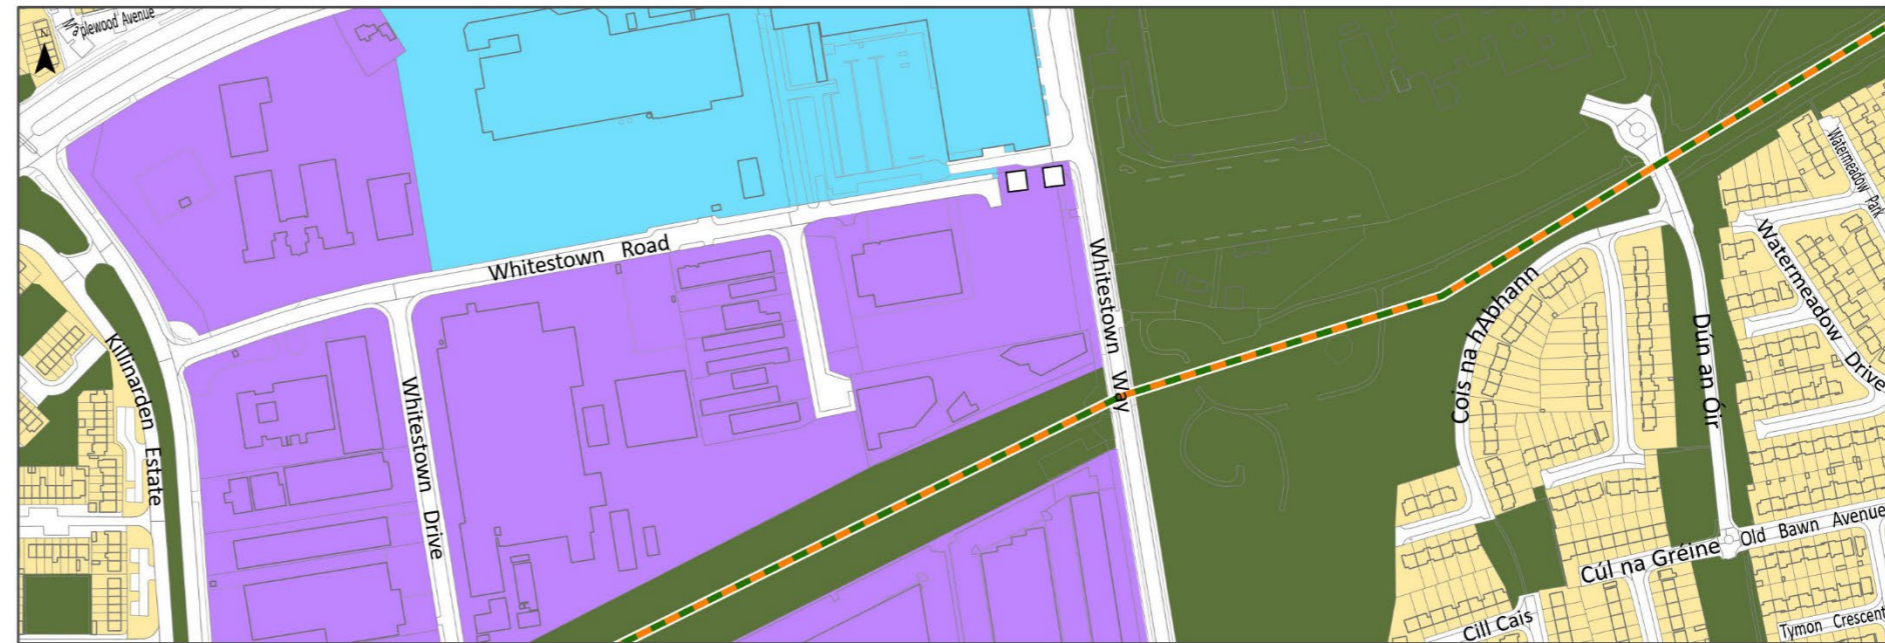 Maplewood Avenue
N
Watermeadow Park
Whitestown Road
Whitestown Way
Watermeadow Drive
Cois na hAbhann
Dún an Óir
Killinarden Estate
Whitestown Drive
Old Bawn Avenue
Cúl na Gréine
Cill Cais
Tymon Crescent